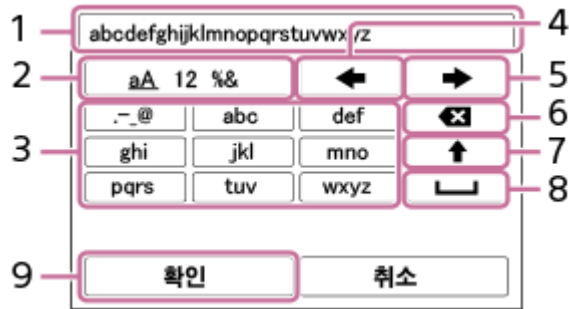 1 abcdefghijklmnopqrstuvwxyz 4
2 aA 12 %& 5
.-_@ abc def 6
3 ghi jkl mno 7
pqrs tuv wxyz 8
9 확인 취소